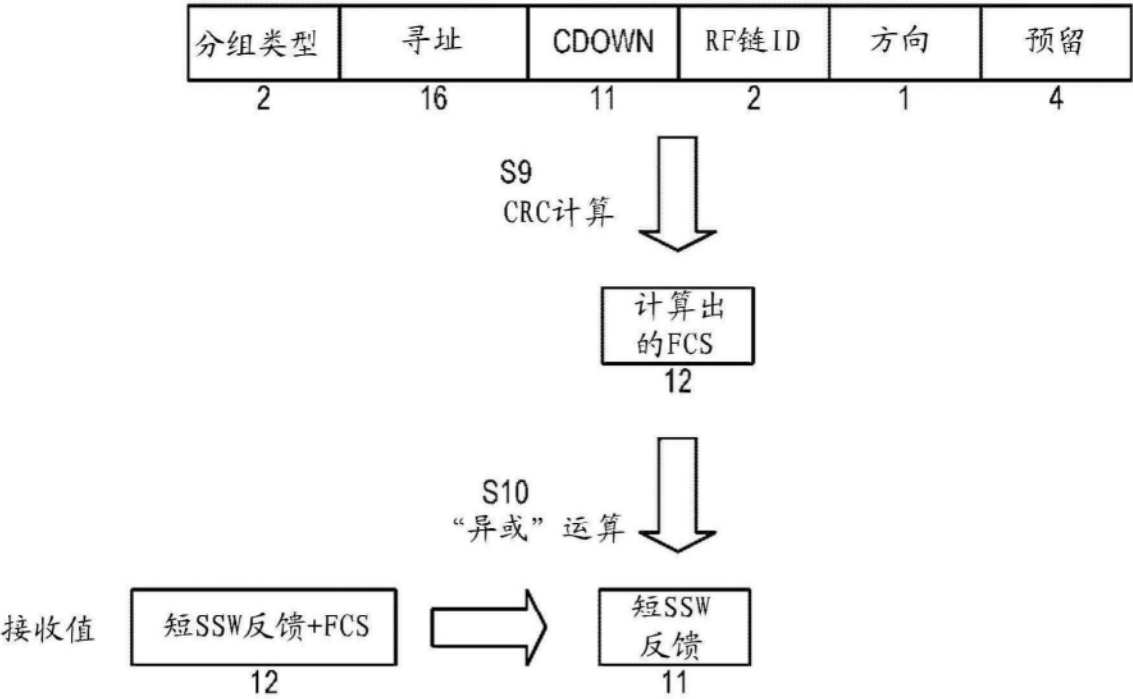 分组类型 寻址 CDOWN RF链ID 方向 预留
2 16 11 2 1 4
S9
CRC计算
计算出
的FCS
12
S10
“异或”运算
接收值 短SSW反馈+FCS 短SSW
反馈
12 11